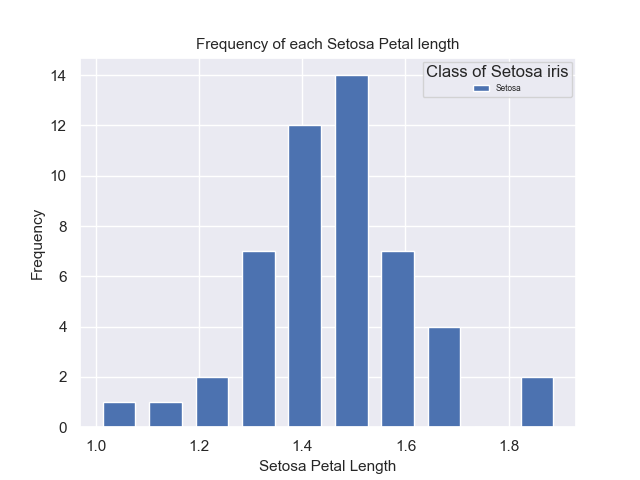 Frequency of each Setosa Petal length
Class of Setosa iris
Setosa
14
12
10
8
6
4
2
0
Frequency
1.0 1.2 1.4 1.6 1.8
Setosa Petal Length